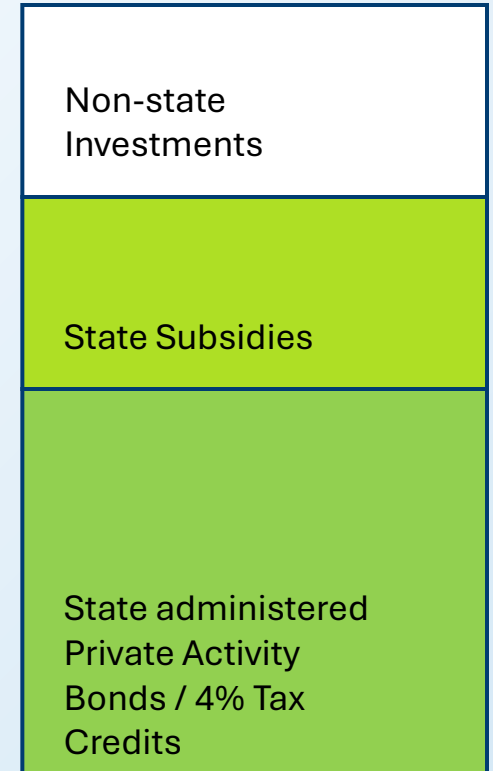 Non-state
Investments
State Subsidies
State administered
Private Activity
Bonds / 4% Tax
Credits